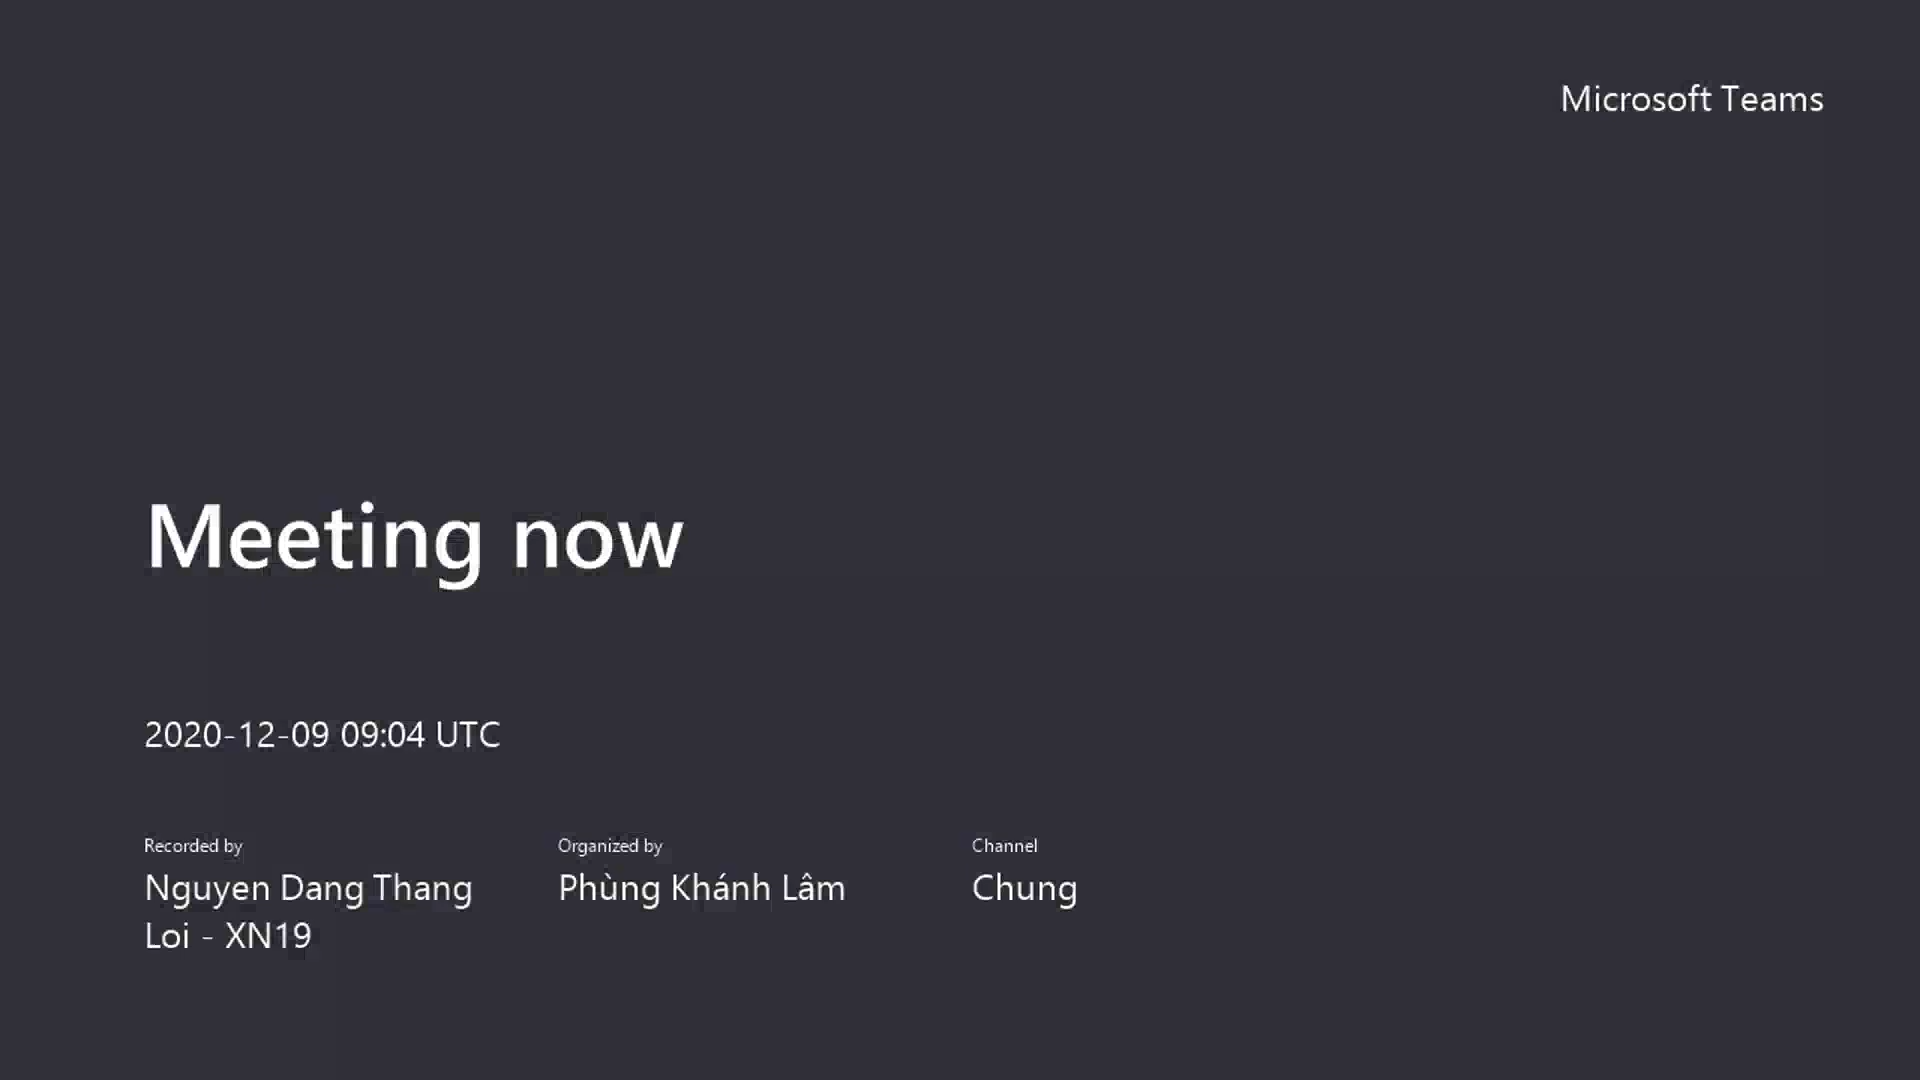 Microsoft Teams
Meeting now
2020-12-09 09:04 UTC
Recorded by
Nguyen Dang Thang
Loi - XN19
Organized by
Phùng Khánh Lâm
Channel
Chung